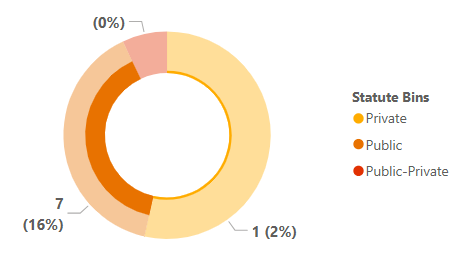 (0%)
Statute Bins
Private
Public
Public-Private
7
(16%)
1 (2%)